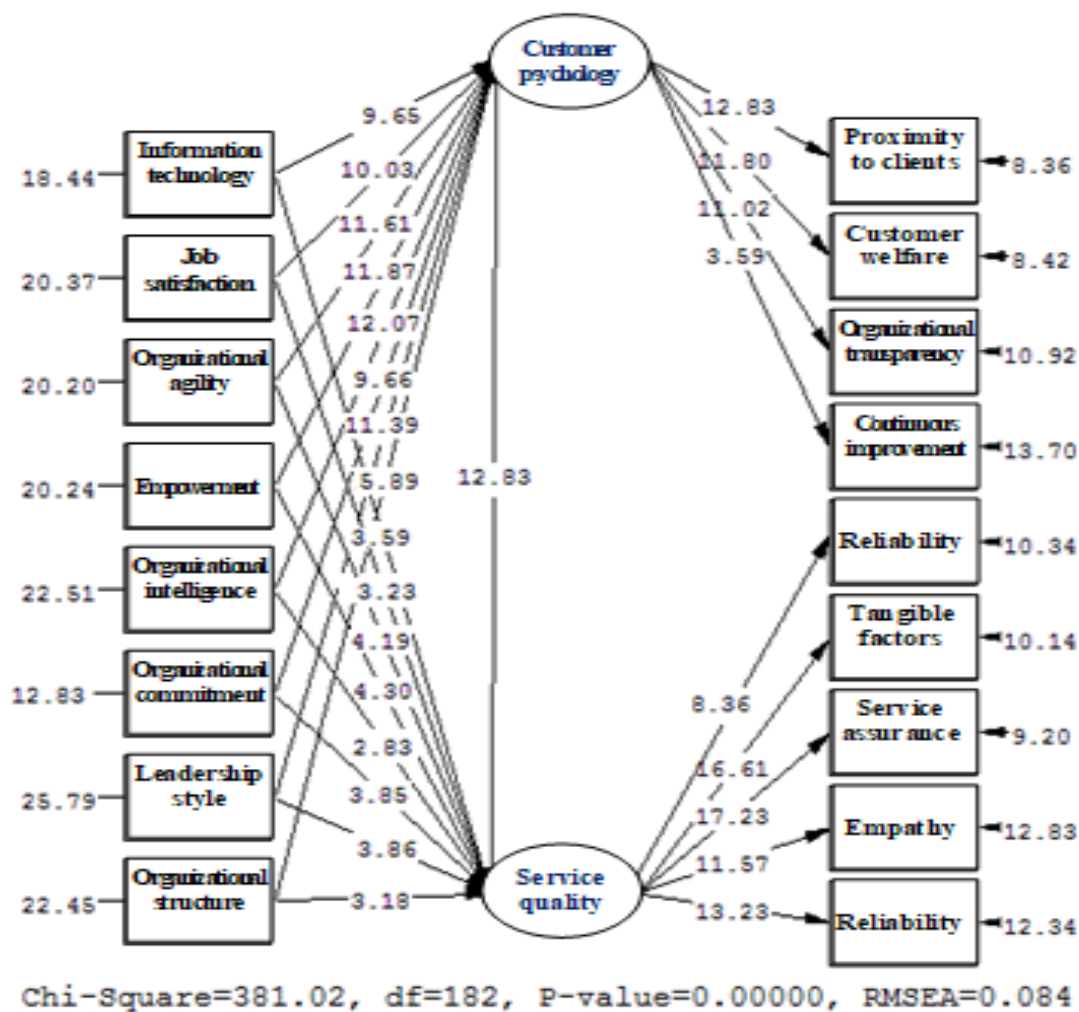 Customer
psychology
Information
technology
18.44
Job
satisfaction
20.37
Organizational
agility
20.20
Empowerment
20.24
Organizational
intelligence
22.51
Organizational
commitment
12.83
Leadership
style
25.79
Organizational
structure
22.45
9.65
10.03
11.61
11.87
12.07
9.66
11.39
5.89
3.59
3.23
4.19
4.30
2.83
3.85
3.86
3.18
12.83
12.83
11.80
11.02
3.59
Proximity
to clients
8.36
Customer
welfare
8.42
Organizational
transparency
10.92
Continuous
improvement
13.70
Reliability
10.34
Tangible
factors
10.14
Service
assurance
9.20
Empathy
12.83
Reliability
12.34
8.36
16.61
17.23
11.57
13.23
Service
quality
Chi-Square=381.02, df=182, P-value=0.00000, RMSEA=0.084